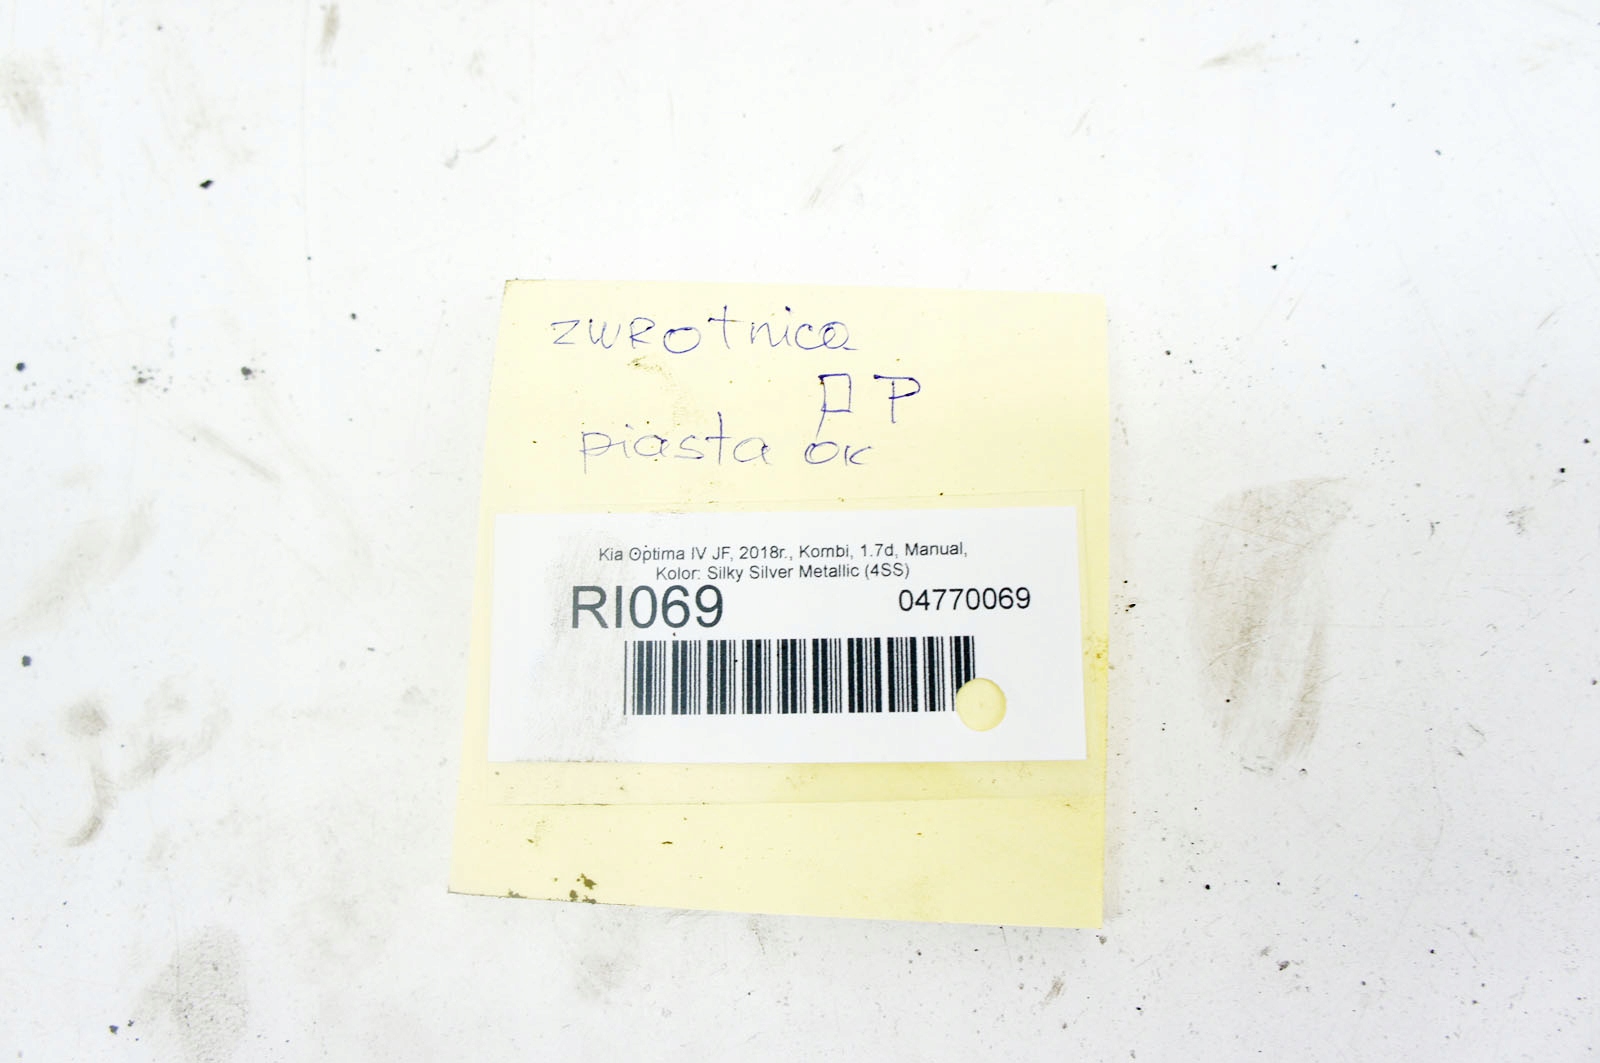 zwrotnica
PP
piasta ok
Kia Optima IV JF, 2018r., Kombi, 1.7d, Manual,
Kolor: Silky Silver Metallic (4SS)
RI069 04770069